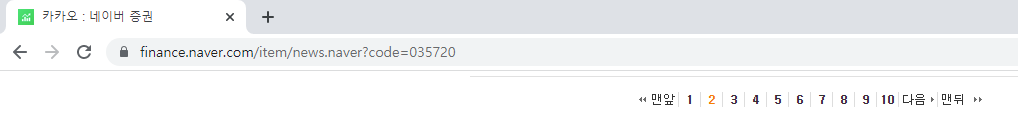 카카오 : 네이버 증권
finance.naver.com/item/news.naver?code=035720
맨앞 1 2 3 4 5 6 7 8 9 10 다음 맨뒤